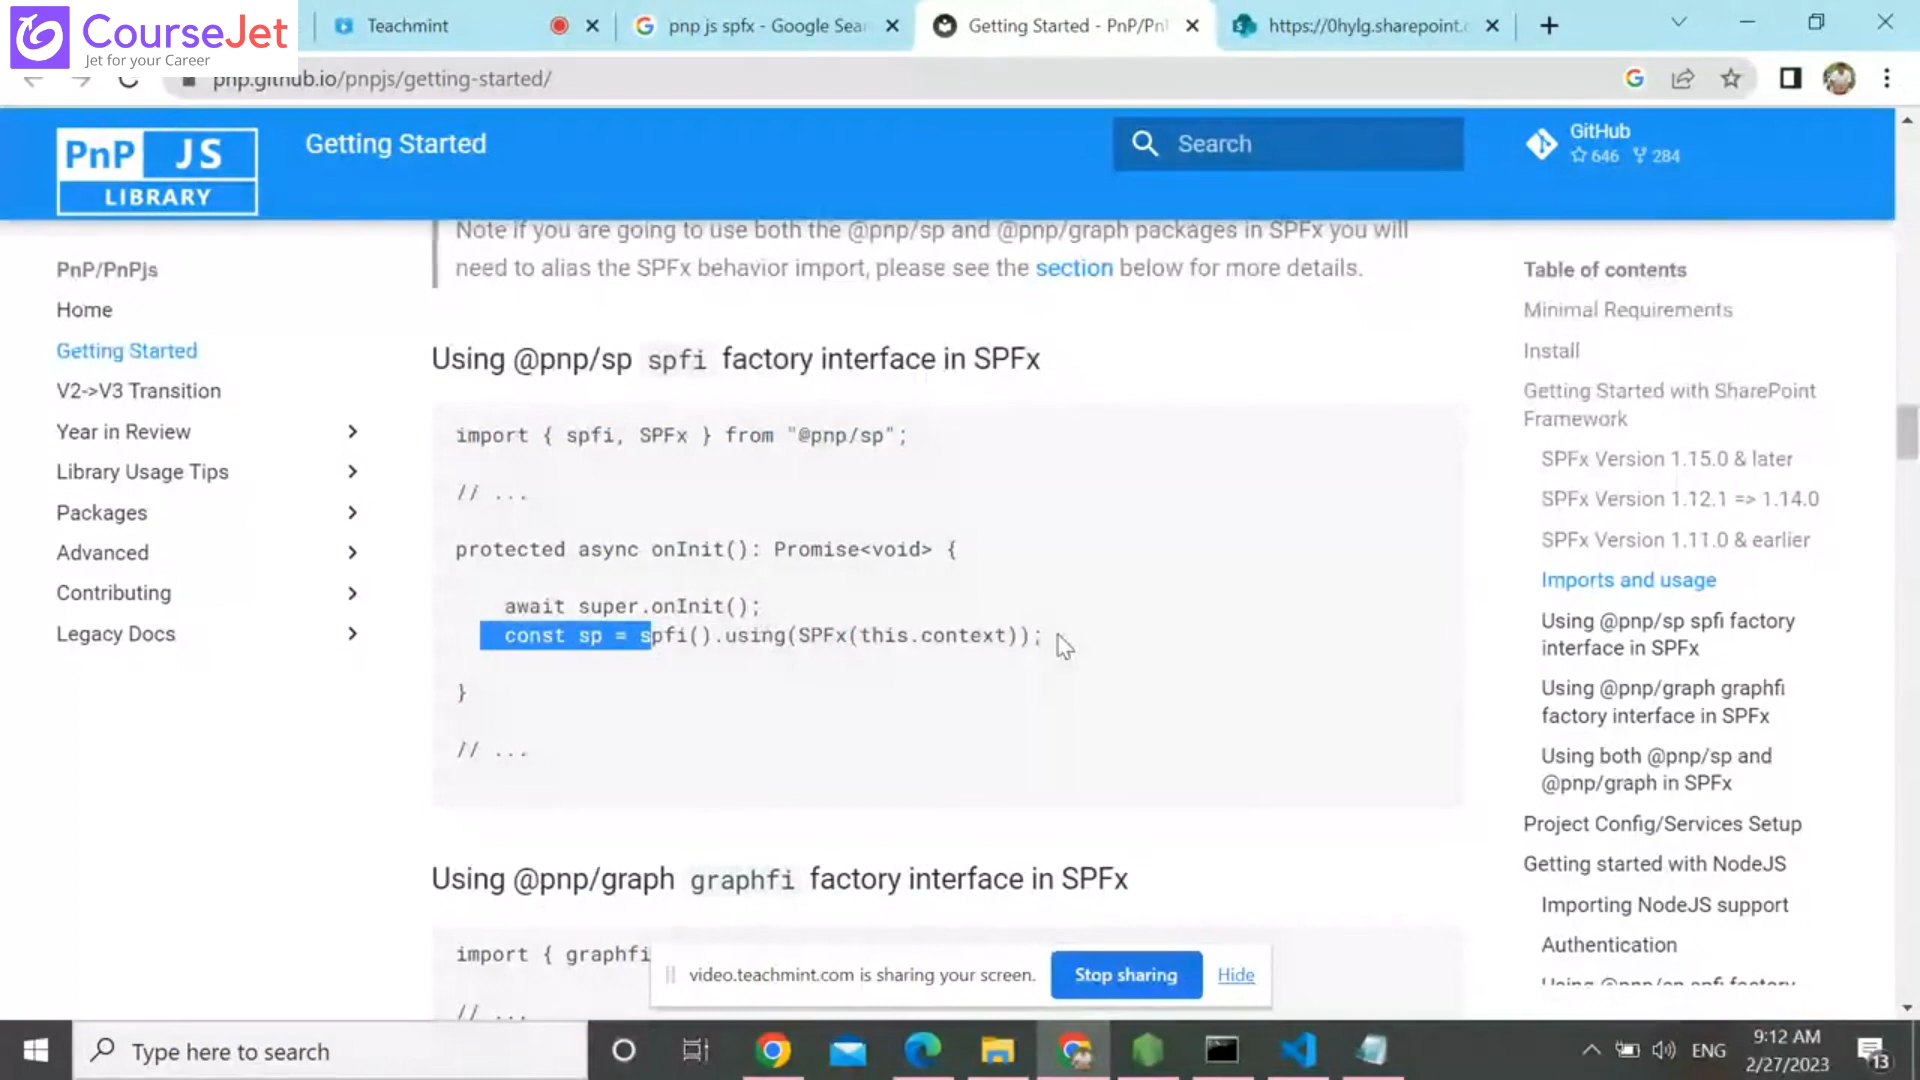 CourseJet
Jet for your Career
Teachmint
pnp js spfx - Google Sear
Getting Started - PnP/PnP
https://0hylg.sharepoint.c
pnp.github.io/pnpjs/getting-started/
PnP JS
LIBRARY
Getting Started
Search
GitHub
646 284
PnP/PnPjs
Home
Getting Started
V2->V3 Transition
Year in Review
Library Usage Tips
Packages
Advanced
Contributing
Legacy Docs
Note if you are going to use both the @pnp/sp and @pnp/graph packages in SPFx you will
need to alias the SPFx behavior import, please see the section below for more details.
Using @pnp/sp spfi factory interface in SPFx
import { spfi, SPFx } from "@pnp/sp";
// ...
protected async onInit(): Promise<void> {
await super.onInit();
const sp = spfi().using(SPFx(this.context));
}
// ...
Using @pnp/graph graphfi factory interface in SPFx
import { graphfi
// ...
Table of contents
Minimal Requirements
Install
Getting Started with SharePoint
Framework
SPFx Version 1.15.0 & later
SPFx Version 1.12.1 => 1.14.0
SPFx Version 1.11.0 & earlier
Imports and usage
Using @pnp/sp spfi factory
interface in SPFx
Using @pnp/graph graphfi
factory interface in SPFx
Using both @pnp/sp and
@pnp/graph in SPFx
Project Config/Services Setup
Getting started with NodeJS
Importing NodeJS support
Authentication
Using @pnp/sp spfi factory
video.teachmint.com is sharing your screen.
Stop sharing
Hide
Type here to search
ENG
9:12 AM
2/27/2023
13